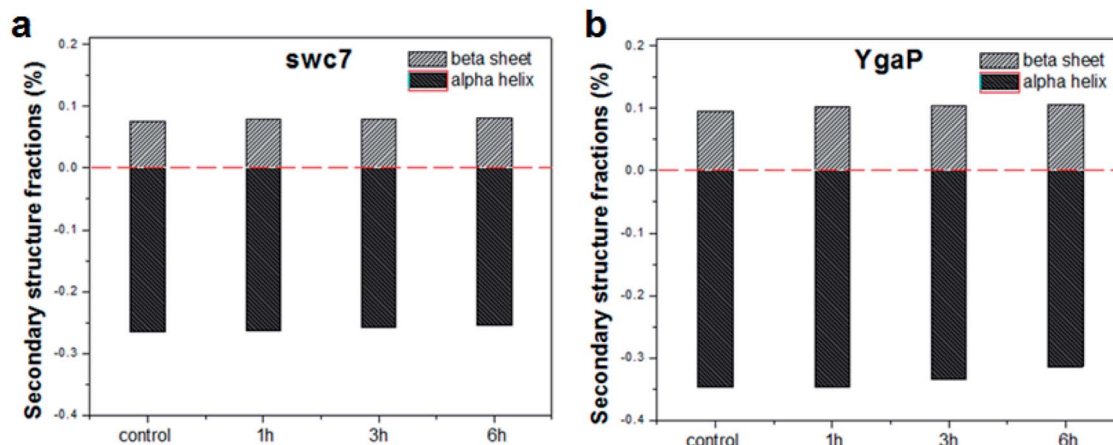 a
swc7
beta sheet
alpha helix
Secondary structure fractions (%)
0.2
0.1
0.0
-0.1
-0.2
-0.3
-0.4
control 1h 3h 6h
b
YgaP
beta sheet
alpha helix
Secondary structure fractions (%)
0.2
0.1
0.0
-0.1
-0.2
-0.3
-0.4
control 1h 3h 6h